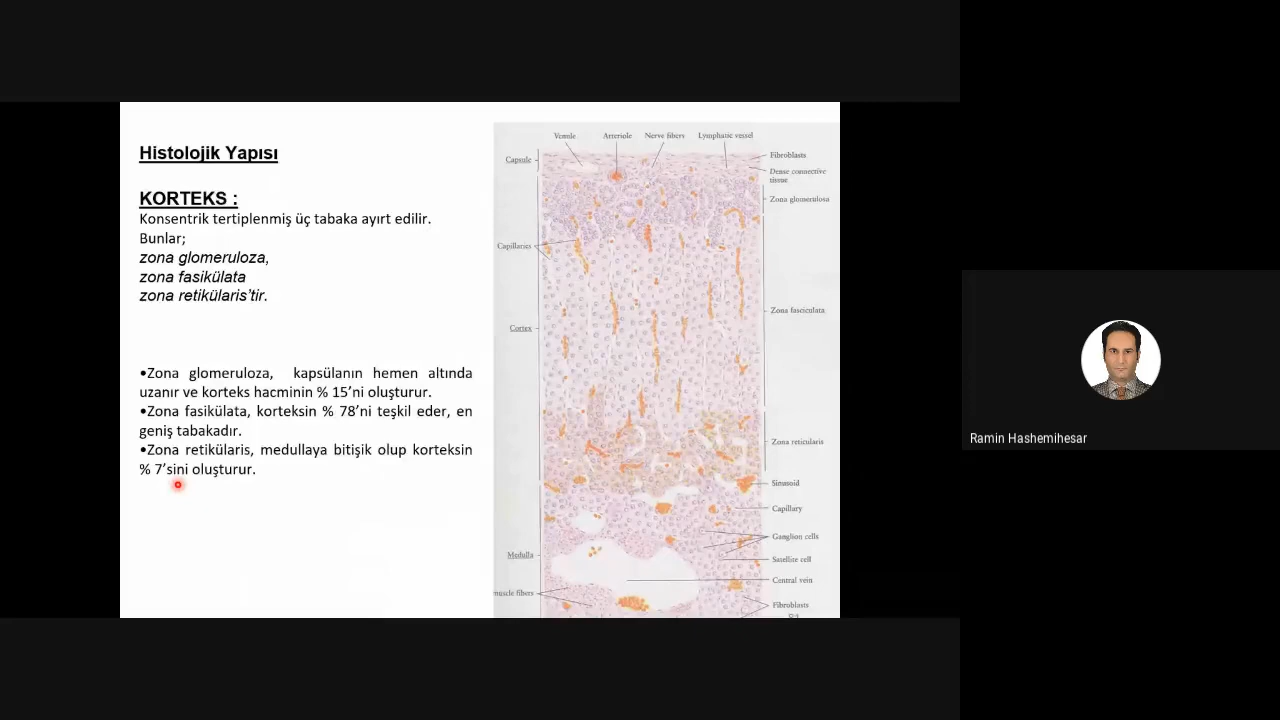 Histolojik Yapısı
KORTEKS :
Konsentrik tertiplenmiş üç tabaka ayırt edilir.
Bunlar;
zona glomeruloza,
zona fasikülata
zona retikülaris’tir.
•Zona glomeruloza, kapsülanın hemen altında
uzanır ve korteks hacminin % 15’ni oluşturur.
•Zona fasikülata, korteksin % 78’ni teşkil eder, en
geniş tabakadır.
•Zona retikülaris, medullaya bitişik olup korteksin
% 7’sini oluşturur.
Venule Arteriole Nerve fibers Lymphatic vessel
Capsule
Fibroblasts
Dense connective
tissue
Zona glomerulosa
Capillaries
Zona fasciculata
Cortex
Zona reticularis
Sinusoid
Capillary
Ganglion cells
Medulla
Satellite cell
Central vein
muscle fibers
Fibroblasts
Ramin Hashemihesar